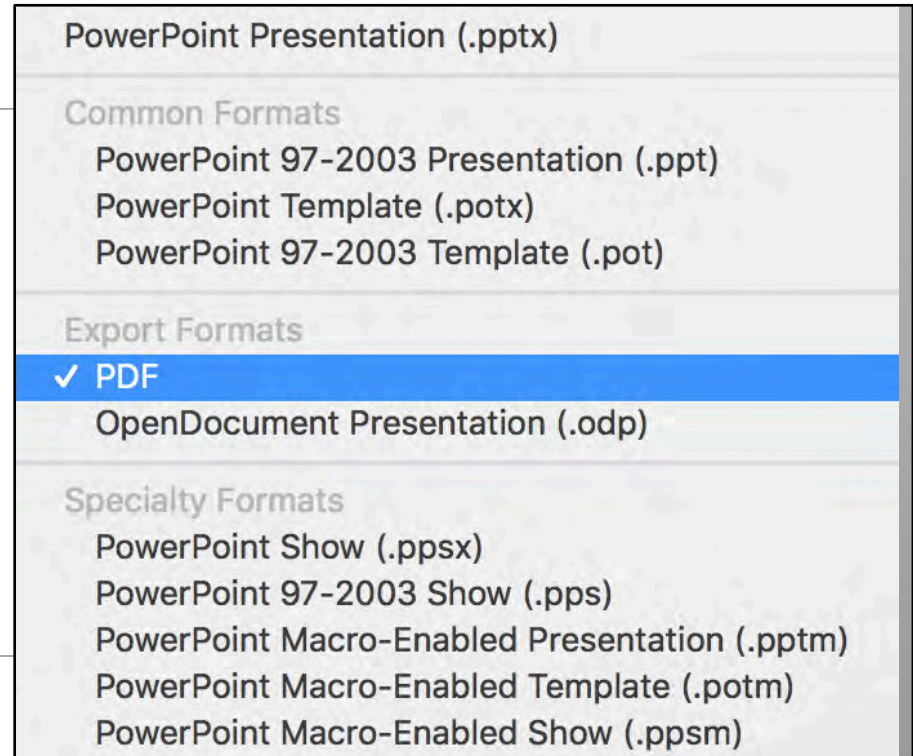 PowerPoint Presentation (.pptx)
Common Formats
PowerPoint 97-2003 Presentation (.ppt)
PowerPoint Template (.potx)
PowerPoint 97-2003 Template (.pot)
Export Formats
✓ PDF
OpenDocument Presentation (.odp)
Specialty Formats
PowerPoint Show (.ppsx)
PowerPoint 97-2003 Show (.pps)
PowerPoint Macro-Enabled Presentation (.pptm)
PowerPoint Macro-Enabled Template (.potm)
PowerPoint Macro-Enabled Show (.ppsm)